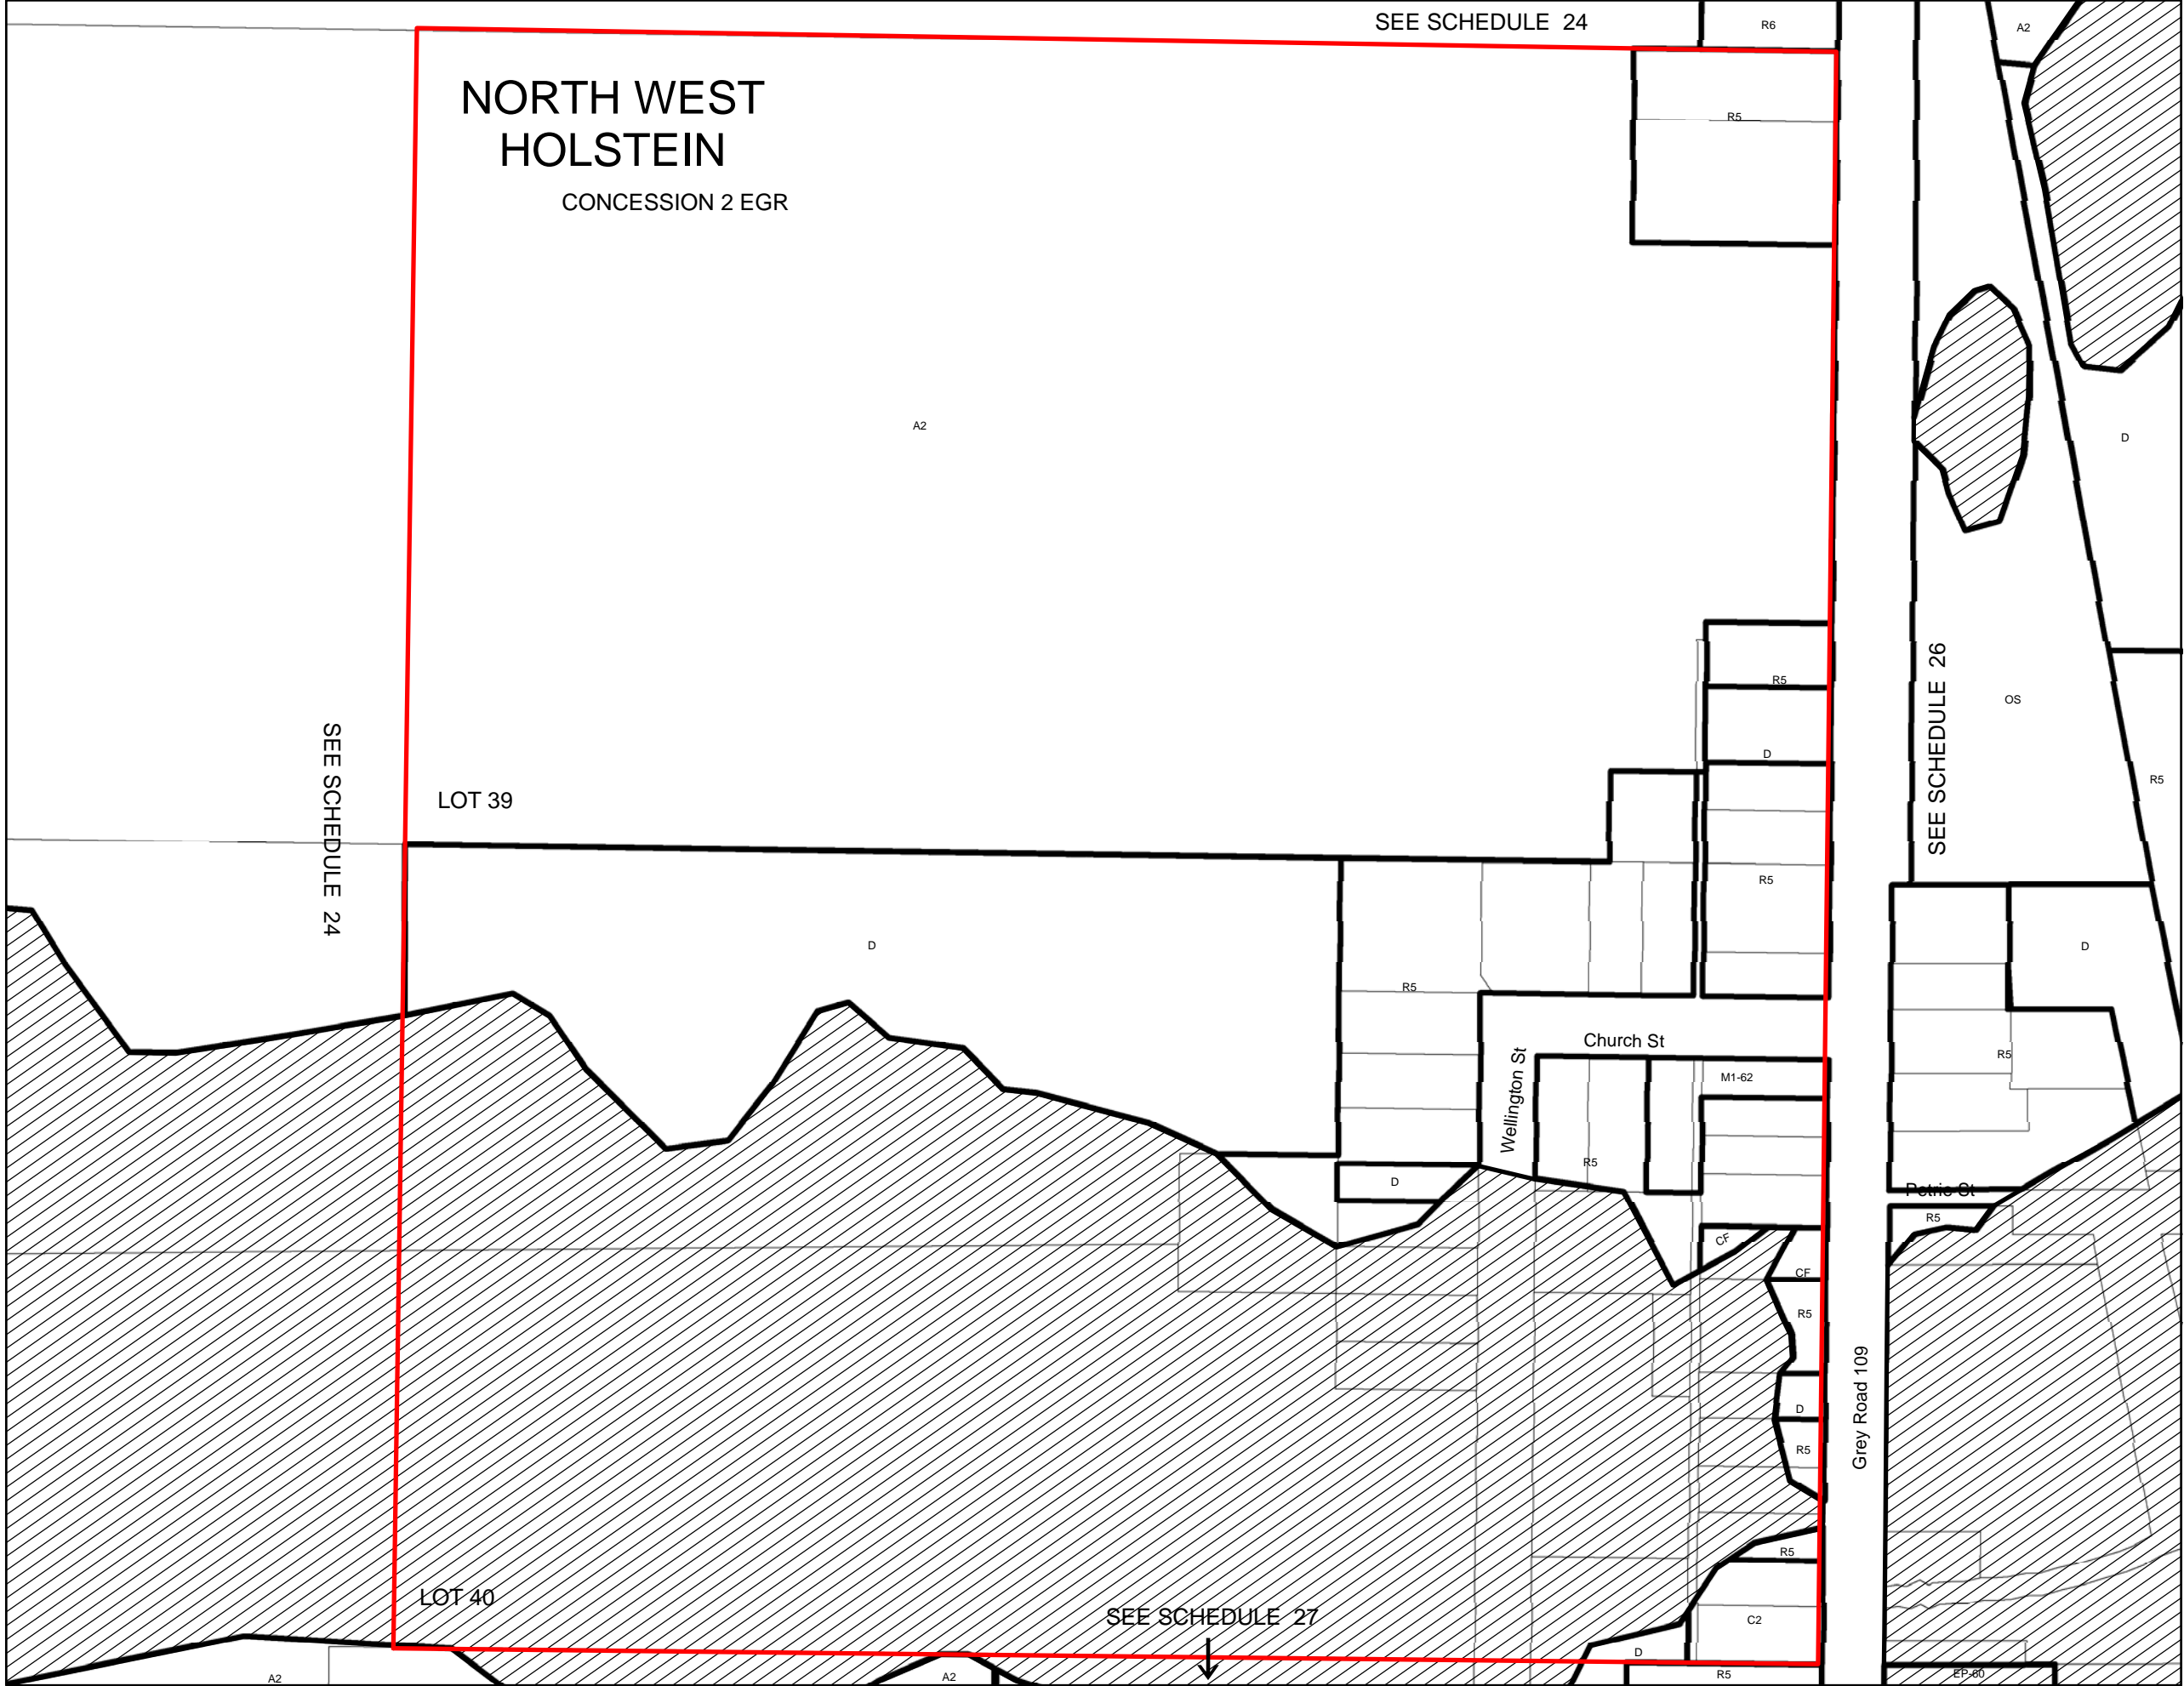 SEE SCHEDULE 24
R6
A2
NORTH WEST
HOLSTEIN
CONCESSION 2 EGR
R5
A2
D
SEE SCHEDULE 26
R5
OS
D
R5
SEE SCHEDULE 24
LOT 39
R5
D
D
R5
Church St
Wellington St
R5
M1-62
R5
D
Petrie St
R5
CF
CF
R5
Grey Road 109
D
R5
R5
LOT 40
SEE SCHEDULE 27
C2
D
A2
A2
R5
EP-60